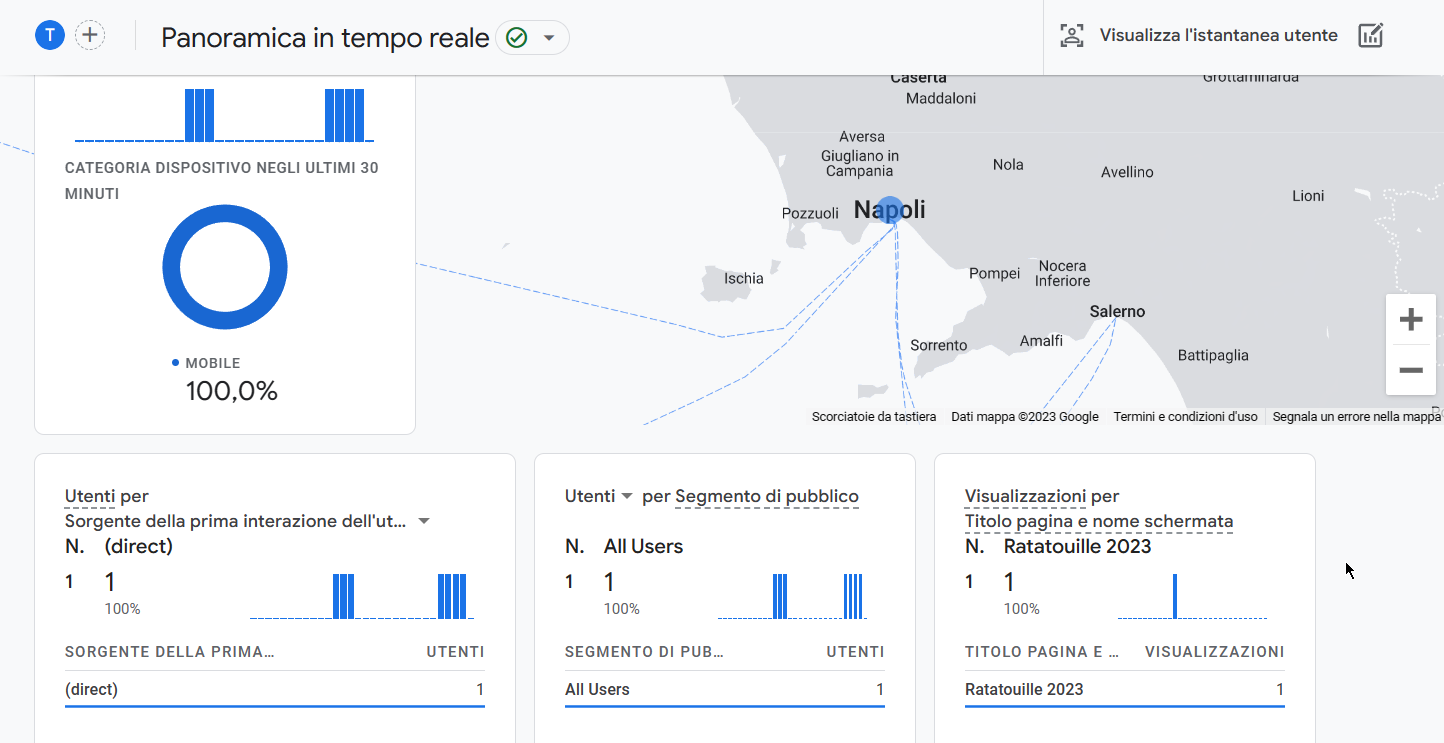 T
Panoramica in tempo reale
Visualizza l'istantanea utente
CATEGORIA DISPOSITIVO NEGLI ULTIMI 30
MINUTI
MOBILE
100,0%
Caserta
Grottaminarda
Maddaloni
Aversa
Giugliano in
Campania
Nola
Avellino
Lioni
Pozzuoli
Napoli
Ischia
Pompei
Nocera
Inferiore
Salerno
Sorrento
Amalfi
Battipaglia
Scorciatoie da tastiera
Dati mappa ©2023 Google
Termini e condizioni d'uso
Segnala un errore nella mappa
Utenti per
Sorgente della prima interazione dell'ut...
N. (direct)
1 1
100%
SORGENTE DELLA PRIMA... UTENTI
(direct) 1
Utenti per Segmento di pubblico
N. All Users
1 1
100%
SEGMENTO DI PUB... UTENTI
All Users 1
Visualizzazioni per
Titolo pagina e nome schermata
N. Ratatouille 2023
1 1
100%
TITOLO PAGINA E ... VISUALIZZAZIONI
Ratatouille 2023 1